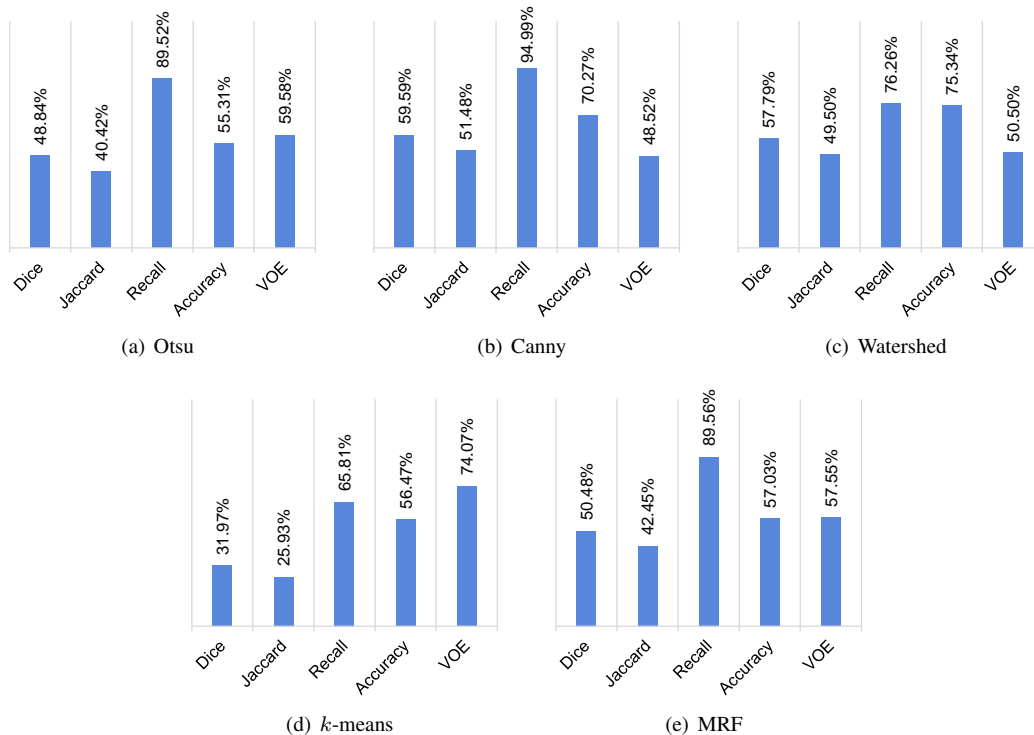 48.84%
40.42%
89.52%
55.31%
59.58%
Dice
Jaccard
Recall
Accuracy
VOE
(a) Otsu
59.59%
51.48%
94.99%
70.27%
48.52%
Dice
Jaccard
Recall
Accuracy
VOE
(b) Canny
57.79%
49.50%
76.26%
75.34%
50.50%
Dice
Jaccard
Recall
Accuracy
VOE
(c) Watershed
31.97%
25.93%
65.81%
56.47%
74.07%
Dice
Jaccard
Recall
Accuracy
VOE
(d) k-means
50.48%
42.45%
89.56%
57.03%
57.55%
Dice
Jaccard
Recall
Accuracy
VOE
(e) MRF